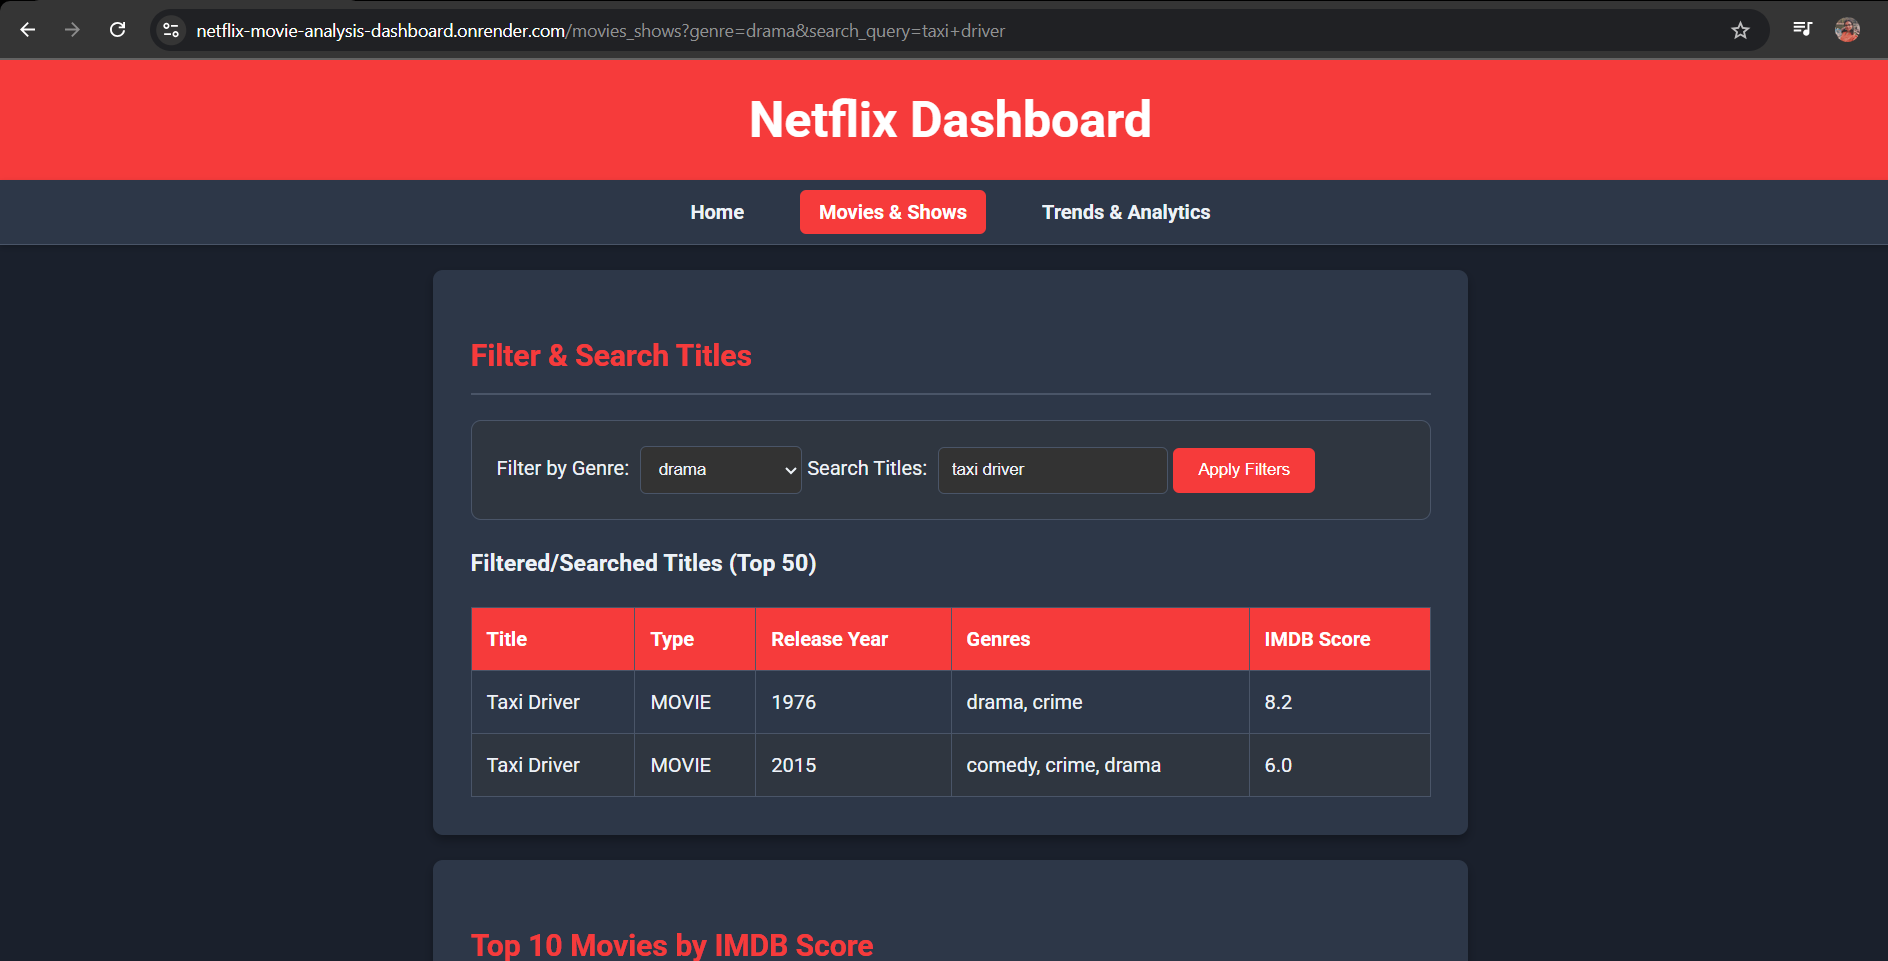 netflix-movie-analysis-dashboard.onrender.com/movies_shows?genre=drama&search_query=taxi+driver
Netflix Dashboard
Home Movies & Shows Trends & Analytics
Filter & Search Titles
Filter by Genre: drama Search Titles: taxi driver Apply Filters
Filtered/Searched Titles (Top 50)
Title Type Release Year Genres IMDB Score
Taxi Driver MOVIE 1976 drama, crime 8.2
Taxi Driver MOVIE 2015 comedy, crime, drama 6.0
Top 10 Movies by IMDB Score